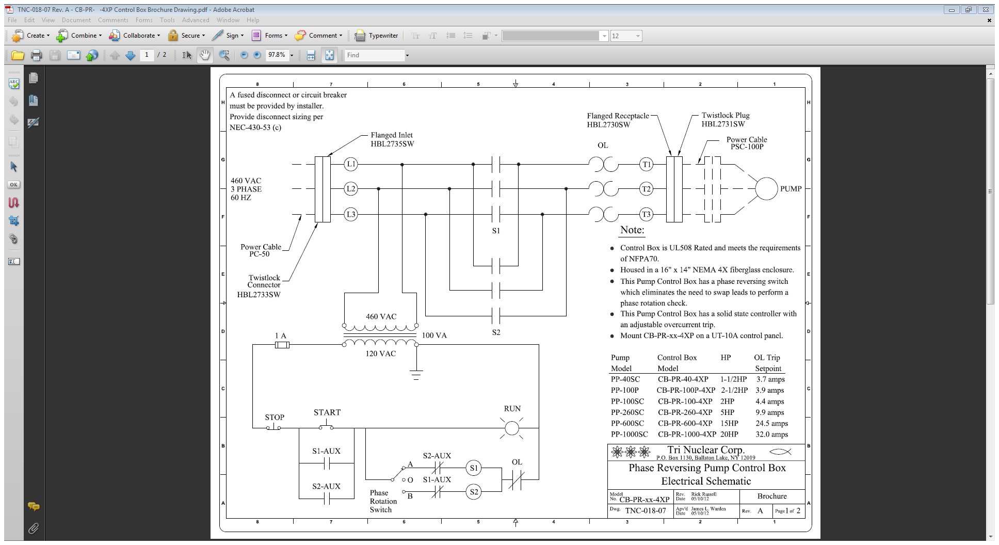 TNC-018-07 Rev. A - CB-PR-   -4XP Control Box Brochure Drawing.pdf - Adobe Acrobat
File Edit View Document Comments Forms Tools Advanced Window Help
Create Combine Collaborate Secure Sign Forms Comment Typewriter 12
1 / 2 97.8% Find
8 7 6 5 4 3 2 1
H G F E D C B A
A fused disconnect or circuit breaker
must be provided by installer.
Provide disconnect sizing per
NEC-430-53 (c)
Flanged Inlet
HBL2735SW
Flanged Receptacle
HBL2730SW
Twistlock Plug
HBL2731SW
Power Cable
PSC-100P
OL
L1
L2
L3
T1
T2
T3
PUMP
460 VAC
3 PHASE
60 HZ
S1
Power Cable
PC-50
Twistlock
Connector
HBL2733SW
S2
460 VAC
100 VA
120 VAC
1 A
STOP
START
RUN
S1-AUX
S2-AUX
S2-AUX
S1-AUX
A
O
B
S1
S2
OL
Phase
Rotation
Switch
Note:
Control Box is UL508 Rated and meets the requirements
of NFPA70.
Housed in a 16" x 14" NEMA 4X fiberglass enclosure.
This Pump Control Box has a phase reversing switch
which eliminates the need to swap leads to perform a
phase rotation check.
This Pump Control Box has a solid state controller with
an adjustable overcurrent trip.
Mount CB-PR-xx-4XP on a UT-10A control panel.
Pump Control Box HP OL Trip
Model Model Setpoint
PP-40SC CB-PR-40-4XP 1-1/2HP 3.7 amps
PP-100P CB-PR-100P-4XP 2-1/2HP 3.9 amps
PP-100SC CB-PR-100-4XP 2HP 4.4 amps
PP-260SC CB-PR-260-4XP 5HP 9.9 amps
PP-600SC CB-PR-600-4XP 15HP 24.5 amps
PP-1000SC CB-PR-1000-4XP 20HP 32.0 amps
Tri Nuclear Corp.
P.O. Box 1130, Ballston Lake, NY 12019
Phase Reversing Pump Control Box
Electrical Schematic
Model No. CB-PR-xx-4XP
Rev. Rick Russell
Date 05/10/12
Brochure
Dwg. TNC-018-07
Apv'd James L. Warden
Date 05/10/12
Rev. A
Page 1 of 2
H G F E D C B A
8 7 6 5 4 3 2 1